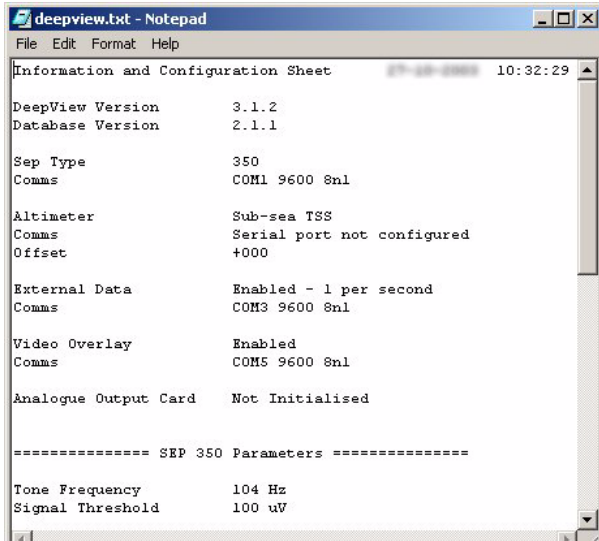 deepview.txt - Notepad
File Edit Format Help
Information and Configuration Sheet 10:32:29
DeepView Version 3.1.2
Database Version 2.1.1
Sep Type 350
Comms COM1 9600 8n1
Altimeter Sub-sea TSS
Comms Serial port not configured
Offset +000
External Data Enabled - 1 per second
Comms COM3 9600 8n1
Video Overlay Enabled
Comms COM5 9600 8n1
Analogue Output Card Not Initialised
=============== SEP 350 Parameters ===============
Tone Frequency 104 Hz
Signal Threshold 100 uV